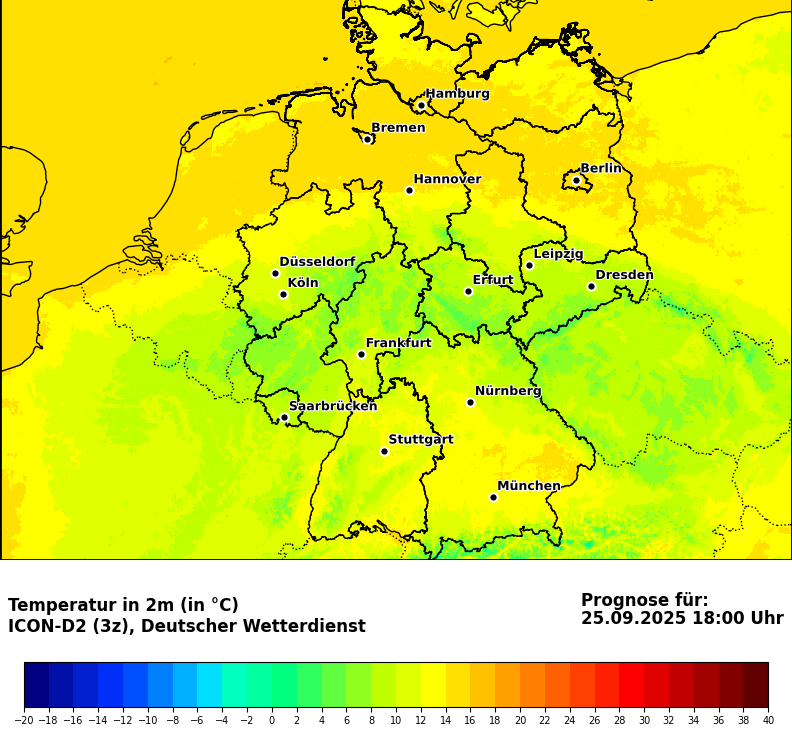 Hamburg
Bremen
Berlin
Hannover
Leipzig
Düsseldorf
Dresden
Köln
Erfurt
Frankfurt
Nürnberg
Saarbrücken
Stuttgart
München
Temperatur in 2m (in °C)
ICON-D2 (3z), Deutscher Wetterdienst
Prognose für:
25.09.2025 18:00 Uhr
−20 −18 −16 −14 −12 −10 −8 −6 −4 −2 0 2 4 6 8 10 12 14 16 18 20 22 24 26 28 30 32 34 36 38 40